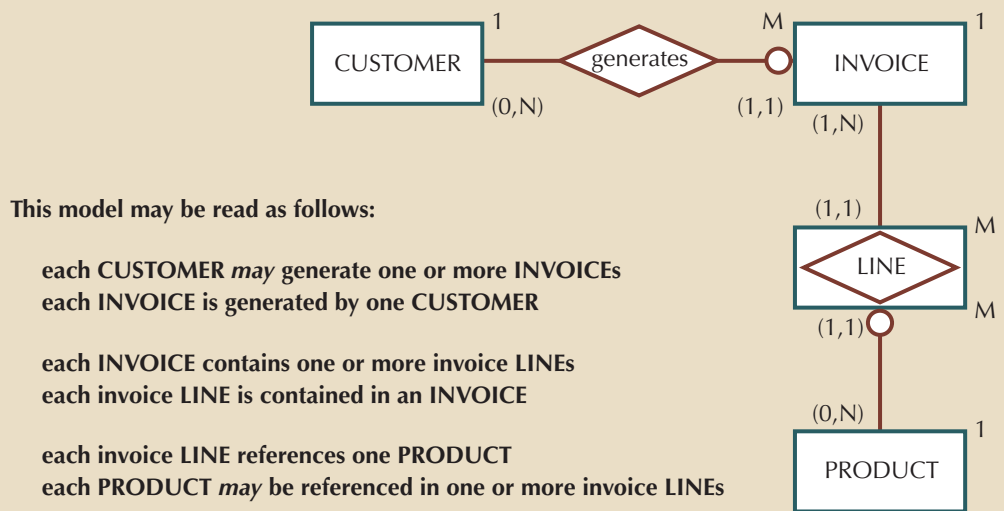 1 M 1
CUSTOMER generates INVOICE
(0,N) (1,1) (1,N)
This model may be read as follows:
(1,1) M
each CUSTOMER may generate one or more INVOICEs
LINE
each INVOICE is generated by one CUSTOMER
M
(1,1)
each INVOICE contains one or more invoice LINEs
each invoice LINE is contained in an INVOICE
(0,N)
1
each invoice LINE references one PRODUCT
PRODUCT
each PRODUCT may be referenced in one or more invoice LINEs